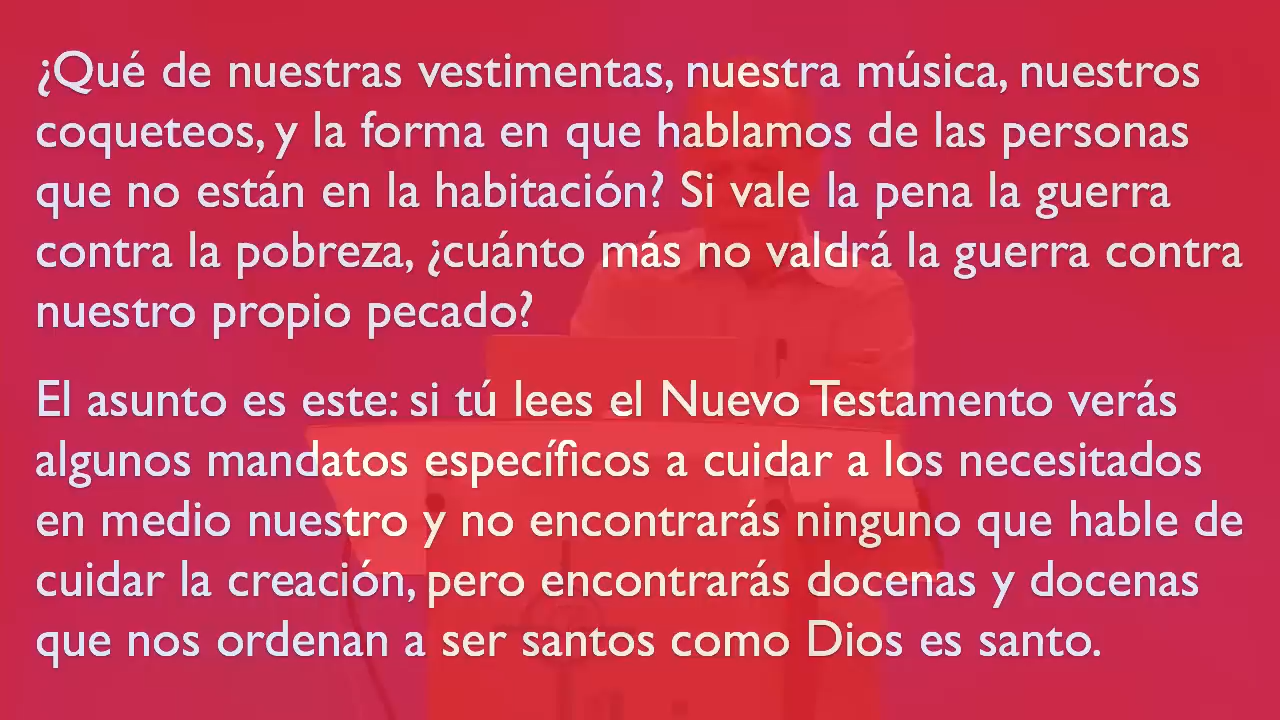 ¿Qué de nuestras vestimentas, nuestra música, nuestros
coqueteos, y la forma en que hablamos de las personas
que no están en la habitación? Si vale la pena la guerra
contra la pobreza, ¿cuánto más no valdrá la guerra contra
nuestro propio pecado?
El asunto es este: si tú lees el Nuevo Testamento verás
algunos mandatos específicos a cuidar a los necesitados
en medio nuestro y no encontrarás ninguno que hable de
cuidar la creación, pero encontrarás docenas y docenas
que nos ordenan a ser santos como Dios es santo.